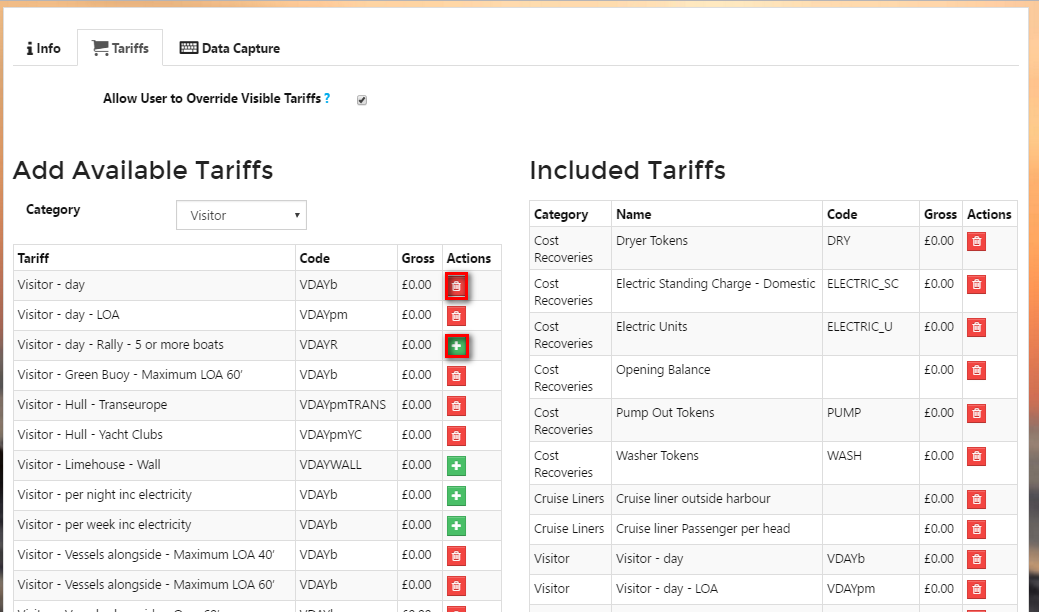 Info Tariffs Data Capture
Allow User to Override Visible Tariffs ?
Add Available Tariffs
Category Visitor
Tariff Code Gross Actions
Visitor - day VDAYb £0.00
Visitor - day - LOA VDAYpm £0.00
Visitor - day - Rally - 5 or more boats VDAYR £0.00
Visitor - Green Buoy - Maximum LOA 60' VDAYb £0.00
Visitor - Hull - Transeurope VDAYpmTRANS £0.00
Visitor - Hull - Yacht Clubs VDAYpmYC £0.00
Visitor - Limehouse - Wall VDAYWALL £0.00
Visitor - per night inc electricity VDAYb £0.00
Visitor - per week inc electricity VDAYb £0.00
Visitor - Vessels alongside - Maximum LOA 40' VDAYb £0.00
Visitor - Vessels alongside - Maximum LOA 60' VDAYb £0.00
Included Tariffs
Category Name Code Gross Actions
Cost Dryer Tokens DRY £0.00
Recoveries
Cost Electric Standing Charge - Domestic ELECTRIC_SC £0.00
Recoveries
Cost Electric Units ELECTRIC_U £0.00
Recoveries
Cost Opening Balance £0.00
Recoveries
Cost Pump Out Tokens PUMP £0.00
Recoveries
Cost Washer Tokens WASH £0.00
Recoveries
Cruise Liners Cruise liner outside harbour £0.00
Cruise Liners Cruise liner Passenger per head £0.00
Visitor Visitor - day VDAYb £0.00
Visitor Visitor - day - LOA VDAYpm £0.00